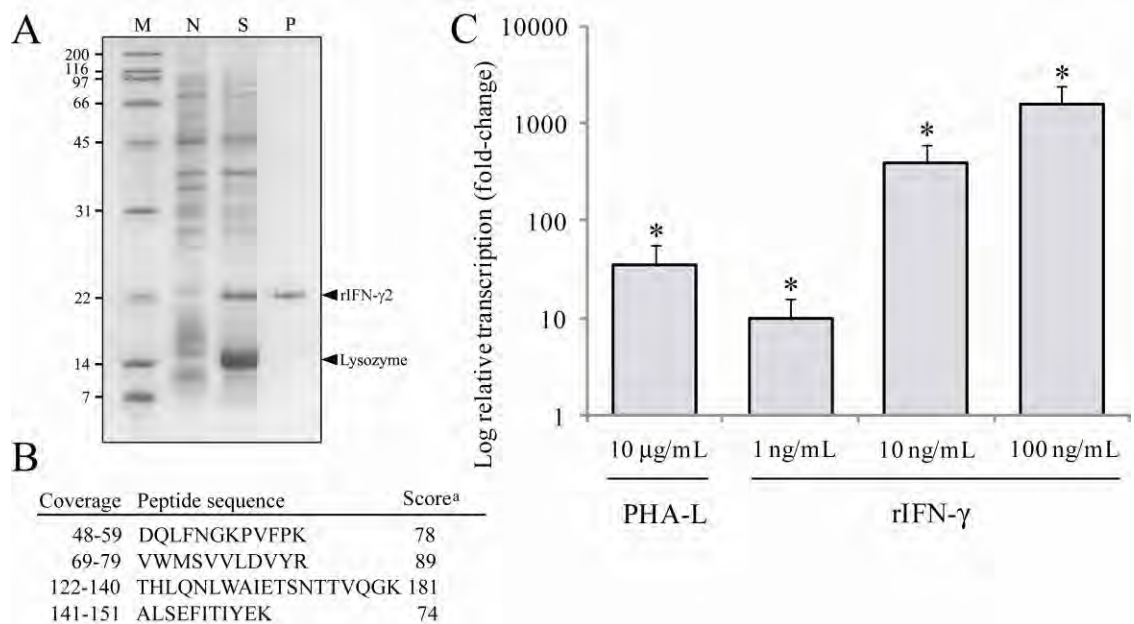 A
M N S P
200
116
97
66
45
31
22
14
7
rIFN-γ2
Lysozyme
B
Coverage Peptide sequence Scoreᵃ
48-59 DQLFNGKPVFPK 78
69-79 VWMSVVLDVYR 89
122-140 THLQNLWAIETSNTTVQGK 181
141-151 ALSEFITIYEK 74
C
Log relative transcription (fold-change)
10000
1000
100
10
1
*
*
*
*
10 μg/mL 1 ng/mL 10 ng/mL 100 ng/mL
PHA-L rIFN-γ